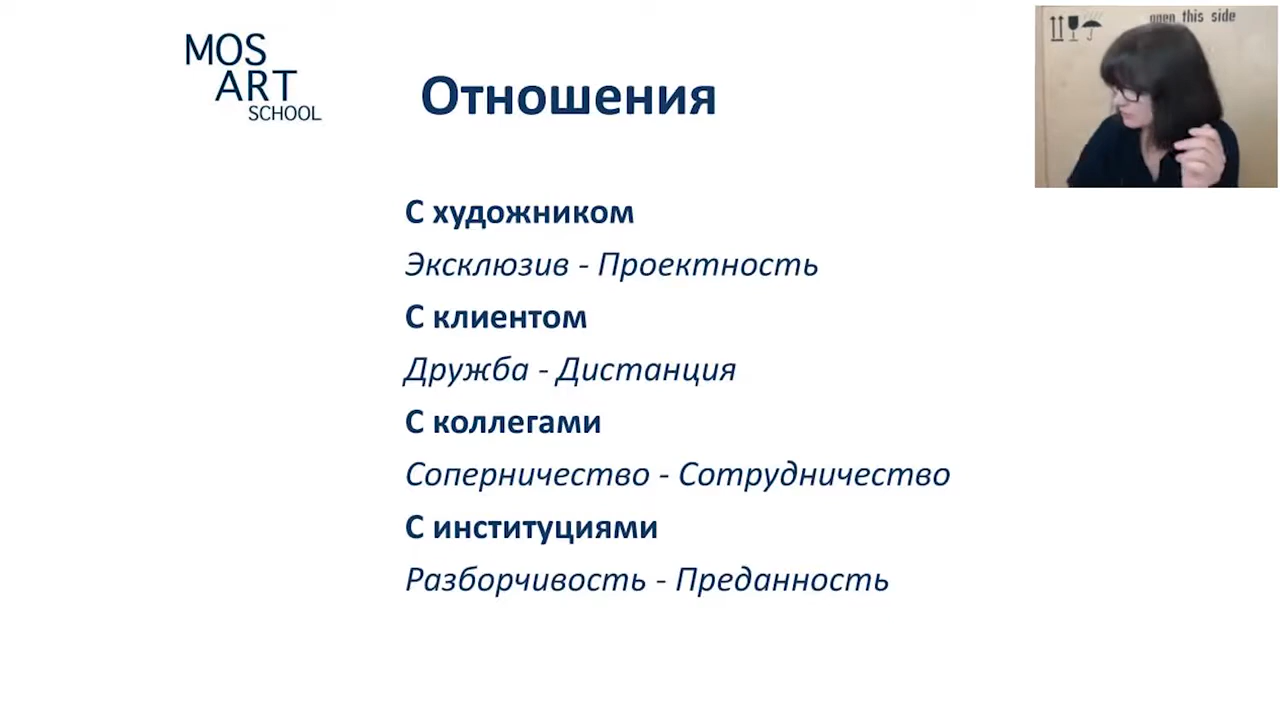 MOS
ART
SCHOOL
Отношения
open this side
С художником
Эксклюзив - Проектность
С клиентом
Дружба - Дистанция
С коллегами
Соперничество - Сотрудничество
С институциями
Разборчивость - Преданность